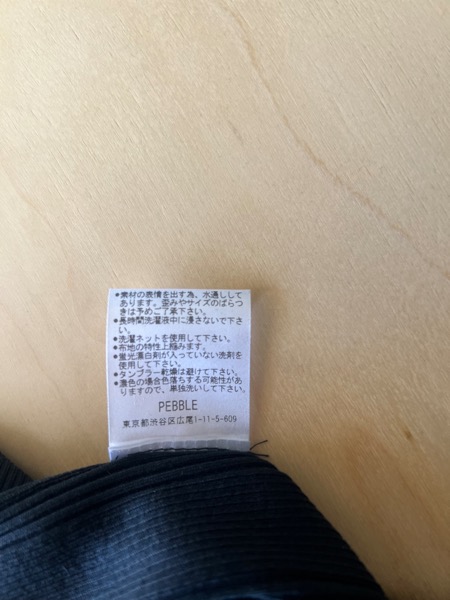 ●素材の表情を出す為、水通しして
あります。歪みやサイズのばらつ
きは予めご了承下さい。
●長時間洗濯液中に浸さないで下さ
い。
●洗濯ネットを使用して下さい。
●布地の特性上縮みます。
●蛍光漂白剤が入っていない洗剤を
使用して下さい。
●タンブラー乾燥は避けて下さい。
●濃色の場合色落ちする可能性があ
りますので、単独洗いして下さい。
PEBBLE
東京都渋谷区広尾1-11-5-609